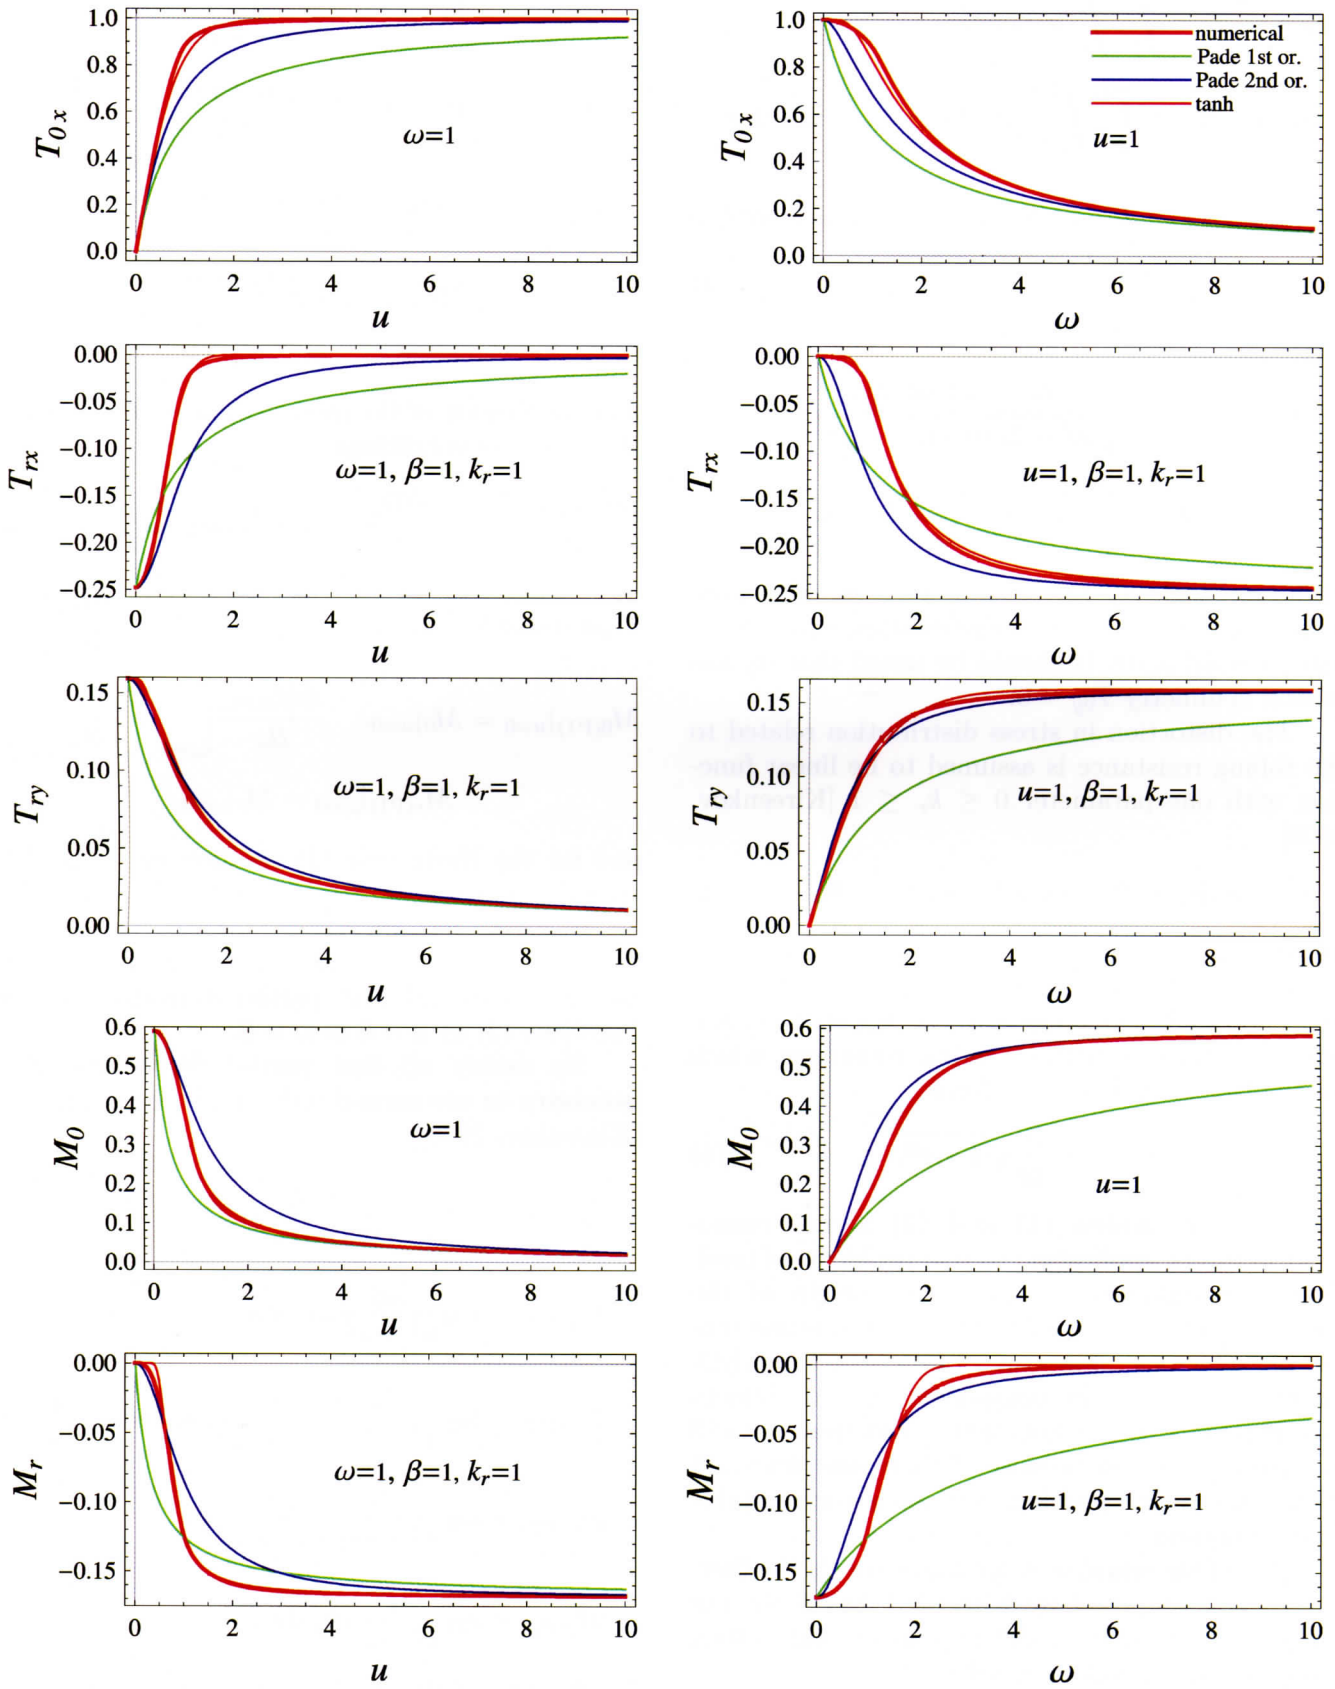 1.0
0.8
0.6
0.4
0.2
0.0
T0x
ω=1
0 2 4 6 8 10
u
1.0
0.8
0.6
0.4
0.2
0.0
T0x
numerical
Pade 1st or.
Pade 2nd or.
tanh
u=1
0 2 4 6 8 10
ω
0.00
−0.05
−0.10
−0.15
−0.20
−0.25
Trx
ω=1, β=1, kr=1
0 2 4 6 8 10
u
0.00
−0.05
−0.10
−0.15
−0.20
−0.25
Trx
u=1, β=1, kr=1
0 2 4 6 8 10
ω
0.15
0.10
0.05
0.00
Try
ω=1, β=1, kr=1
0 2 4 6 8 10
u
0.15
0.10
0.05
0.00
Try
u=1, β=1, kr=1
0 2 4 6 8 10
ω
0.6
0.5
0.4
0.3
0.2
0.1
0.0
M0
ω=1
0 2 4 6 8 10
u
0.6
0.5
0.4
0.3
0.2
0.1
0.0
M0
u=1
0 2 4 6 8 10
ω
0.00
−0.05
−0.10
−0.15
Mr
ω=1, β=1, kr=1
0 2 4 6 8 10
u
0.00
−0.05
−0.10
−0.15
Mr
u=1, β=1, kr=1
0 2 4 6 8 10
ω